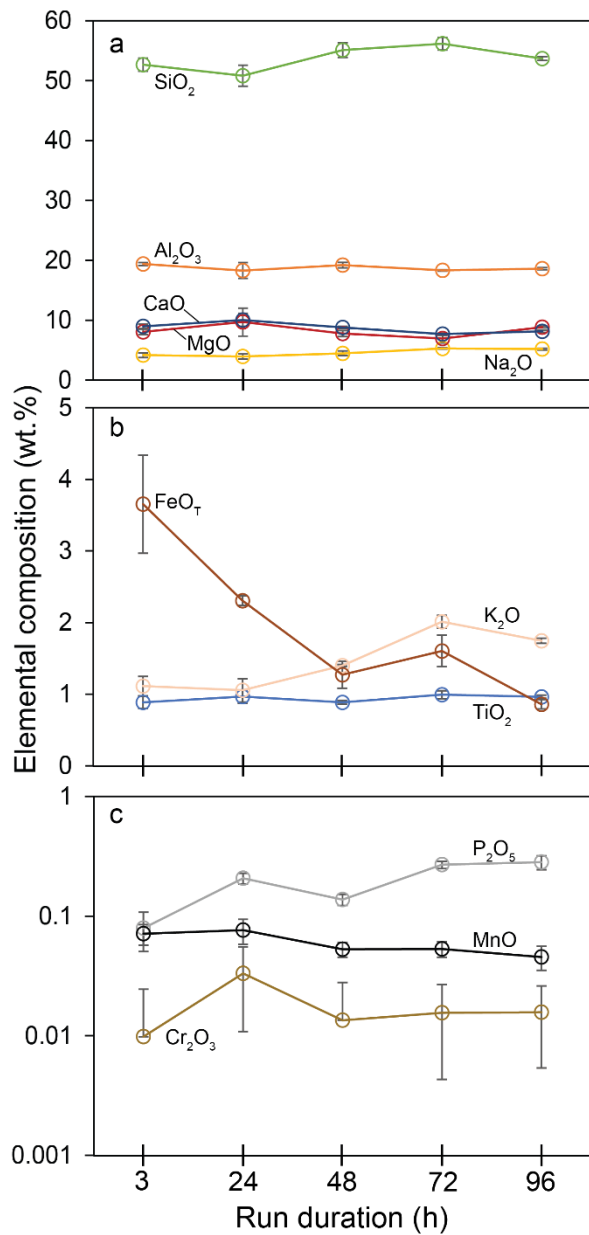 60
a
50
SiO₂
40
30
20
Al₂O₃
CaO
10
MgO
Na₂O
0
Elemental composition (wt.%)
5
b
4
FeO_T
3
K₂O
2
1
TiO₂
0
1
c
P₂O₅
0.1
MnO
0.01
Cr₂O₃
0.001
3 24 48 72 96
Run duration (h)